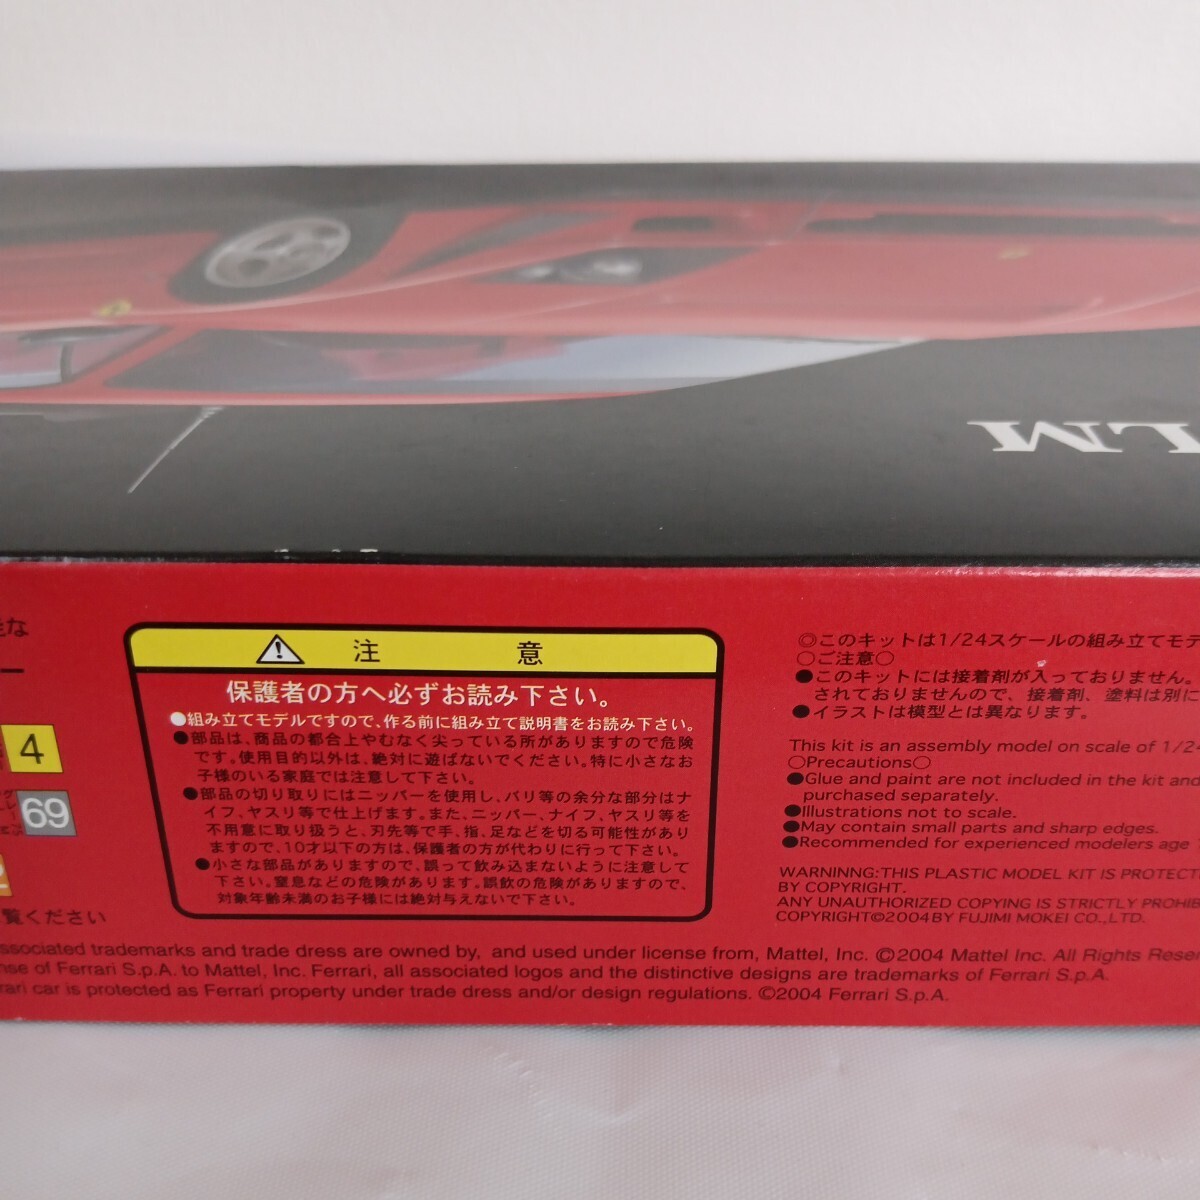 LM
な
ー
4
69
覧ください
注 意
保護者の方へ必ずお読み下さい。
●組み立てモデルですので、作る前に組み立て説明書をお読み下さい。
●部品は、商品の都合上やむなく尖っている所がありますので危険
です。使用目的以外は、絶対に遊ばないでください。特に小さなお
子様のいる家庭では注意して下さい。
●部品の切り取りにはニッパーを使用し、バリ等の余分な部分はナ
イフ、ヤスリ等で仕上げます。また、ニッパー、ナイフ、ヤスリ等を
不用意に取り扱うと、刃先等で手、指、足などを切る可能性があり
ますので、10才以下の方は、保護者の方が代わりに行って下さい。
●小さな部品がありますので、誤って飲み込まないように注意して
下さい。窒息などの危険があります。誤飲の危険がありますので、
対象年齢未満のお子様には絶対与えないで下さい。
◎このキットは1/24スケールの組み立てモデ
○ご注意○
●このキットには接着剤が入っておりません。
されておりませんので、接着剤、塗料は別に
●イラストは模型とは異なります。
This kit is an assembly model on scale of 1/24
○Precautions○
●Glue and paint are not included in the kit and
purchased separately.
●Illustrations not to scale.
●May contain small parts and sharp edges.
●Recommended for experienced modelers age
WARNINNG:THIS PLASTIC MODEL KIT IS PROTECT
BY COPYRIGHT.
ANY UNAUTHORIZED COPYING IS STRICTLY PROHIB
COPYRIGHT©2004BY FUJIMI MOKEI CO.,LTD.
associated trademarks and trade dress are owned by, and used under license from, Mattel, Inc. ©2004 Mattel Inc. All Rights Reser
nse of Ferrari S.p.A. to Mattel, Inc. Ferrari, all associated logos and the distinctive designs are trademarks of Ferrari S.p.A.
rari car is protected as Ferrari property under trade dress and/or design regulations. ©2004 Ferrari S.p.A.